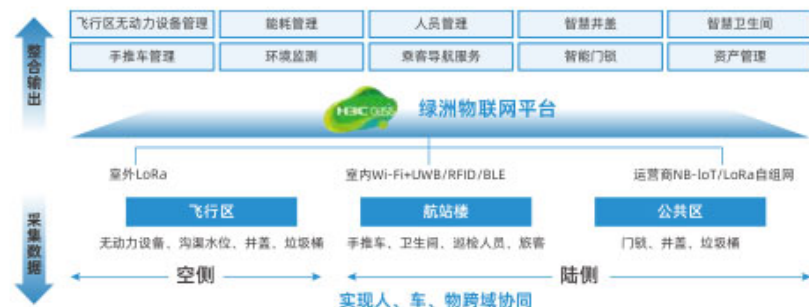 整合输出
飞行区无动力设备管理 能耗管理 人员管理 智慧井盖 智慧卫生间
手推车管理 环境监测 乘客导航服务 智能门锁 资产管理
H3C oasis 绿洲物联网平台
室外LoRa 室内Wi-Fi+UWB/RFID/BLE 运营商NB-IoT/LoRa自组网
采集数据
飞行区 航站楼 公共区
无动力设备、沟渠水位、井盖、垃圾桶 手推车、卫生间、巡检人员、旅客 门锁、井盖、垃圾桶
空侧 陆侧
实现人、车、物跨域协同